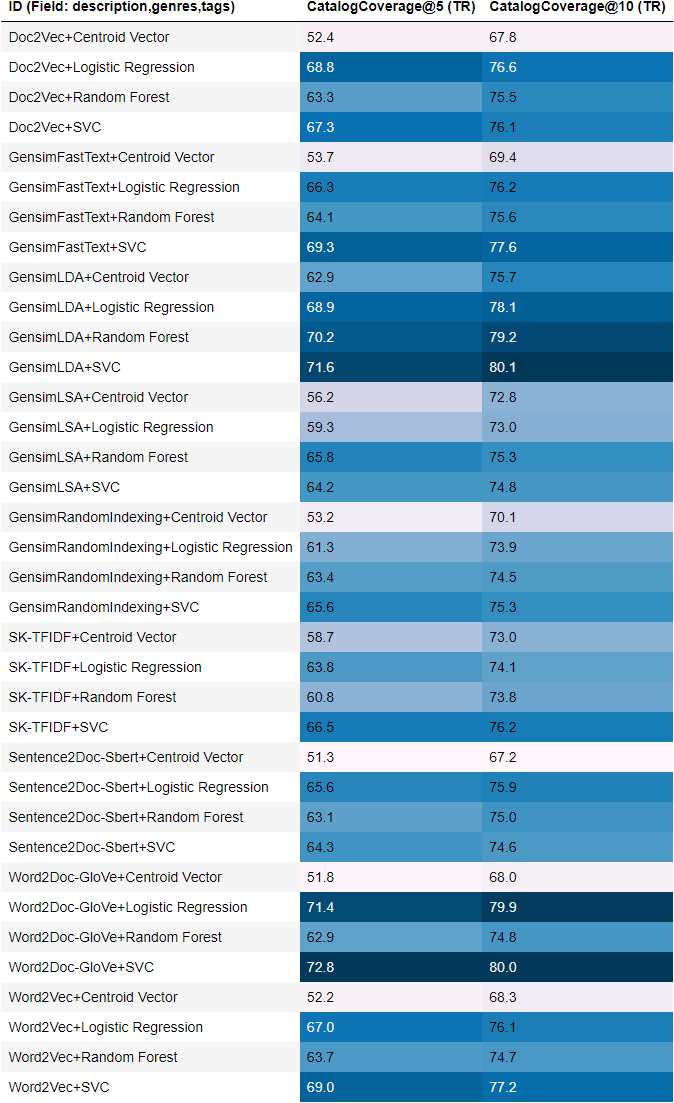 ID (Field: description,genres,tags) CatalogCoverage@5 (TR) CatalogCoverage@10 (TR)
Doc2Vec+Centroid Vector 52.4 67.8
Doc2Vec+Logistic Regression 68.8 76.6
Doc2Vec+Random Forest 63.3 75.5
Doc2Vec+SVC 67.3 76.1
GensimFastText+Centroid Vector 53.7 69.4
GensimFastText+Logistic Regression 66.3 76.2
GensimFastText+Random Forest 64.1 75.6
GensimFastText+SVC 69.3 77.6
GensimLDA+Centroid Vector 62.9 75.7
GensimLDA+Logistic Regression 68.9 78.1
GensimLDA+Random Forest 70.2 79.2
GensimLDA+SVC 71.6 80.1
GensimLSA+Centroid Vector 56.2 72.8
GensimLSA+Logistic Regression 59.3 73.0
GensimLSA+Random Forest 65.8 75.3
GensimLSA+SVC 64.2 74.8
GensimRandomIndexing+Centroid Vector 53.2 70.1
GensimRandomIndexing+Logistic Regression 61.3 73.9
GensimRandomIndexing+Random Forest 63.4 74.5
GensimRandomIndexing+SVC 65.6 75.3
SK-TFIDF+Centroid Vector 58.7 73.0
SK-TFIDF+Logistic Regression 63.8 74.1
SK-TFIDF+Random Forest 60.8 73.8
SK-TFIDF+SVC 66.5 76.2
Sentence2Doc-Sbert+Centroid Vector 51.3 67.2
Sentence2Doc-Sbert+Logistic Regression 65.6 75.9
Sentence2Doc-Sbert+Random Forest 63.1 75.0
Sentence2Doc-Sbert+SVC 64.3 74.6
Word2Doc-GloVe+Centroid Vector 51.8 68.0
Word2Doc-GloVe+Logistic Regression 71.4 79.9
Word2Doc-GloVe+Random Forest 62.9 74.8
Word2Doc-GloVe+SVC 72.8 80.0
Word2Vec+Centroid Vector 52.2 68.3
Word2Vec+Logistic Regression 67.0 76.1
Word2Vec+Random Forest 63.7 74.7
Word2Vec+SVC 69.0 77.2